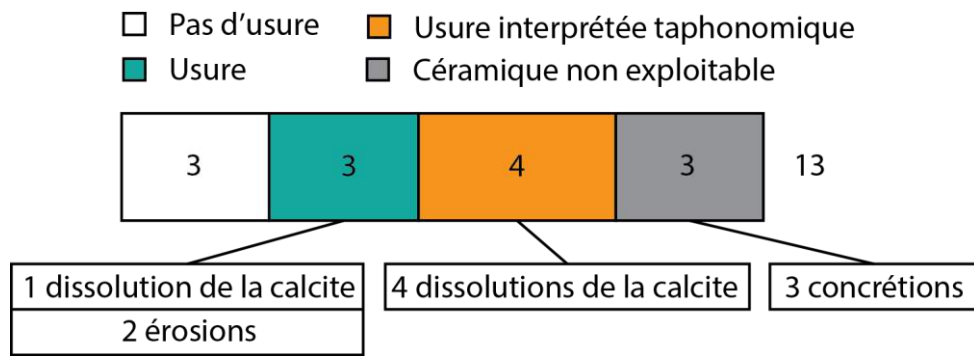 Pas d'usure
Usure interprétée taphonomique
Usure
Céramique non exploitable
3
3
4
3
13
1 dissolution de la calcite
4 dissolutions de la calcite
3 concrétions
2 érosions